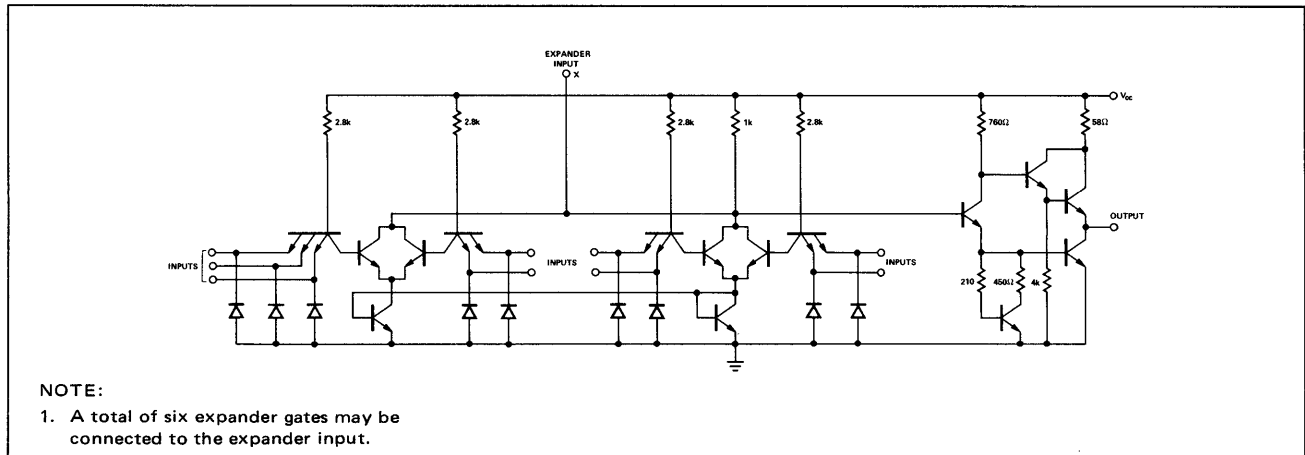 EXPANDER
INPUT
X
V_CC
2.8k
2.8k
2.8k
1k
2.8k
760Ω
58Ω
OUTPUT
INPUTS
INPUTS
INPUTS
210
450Ω
4k
NOTE:
1. A total of six expander gates may be
connected to the expander input.